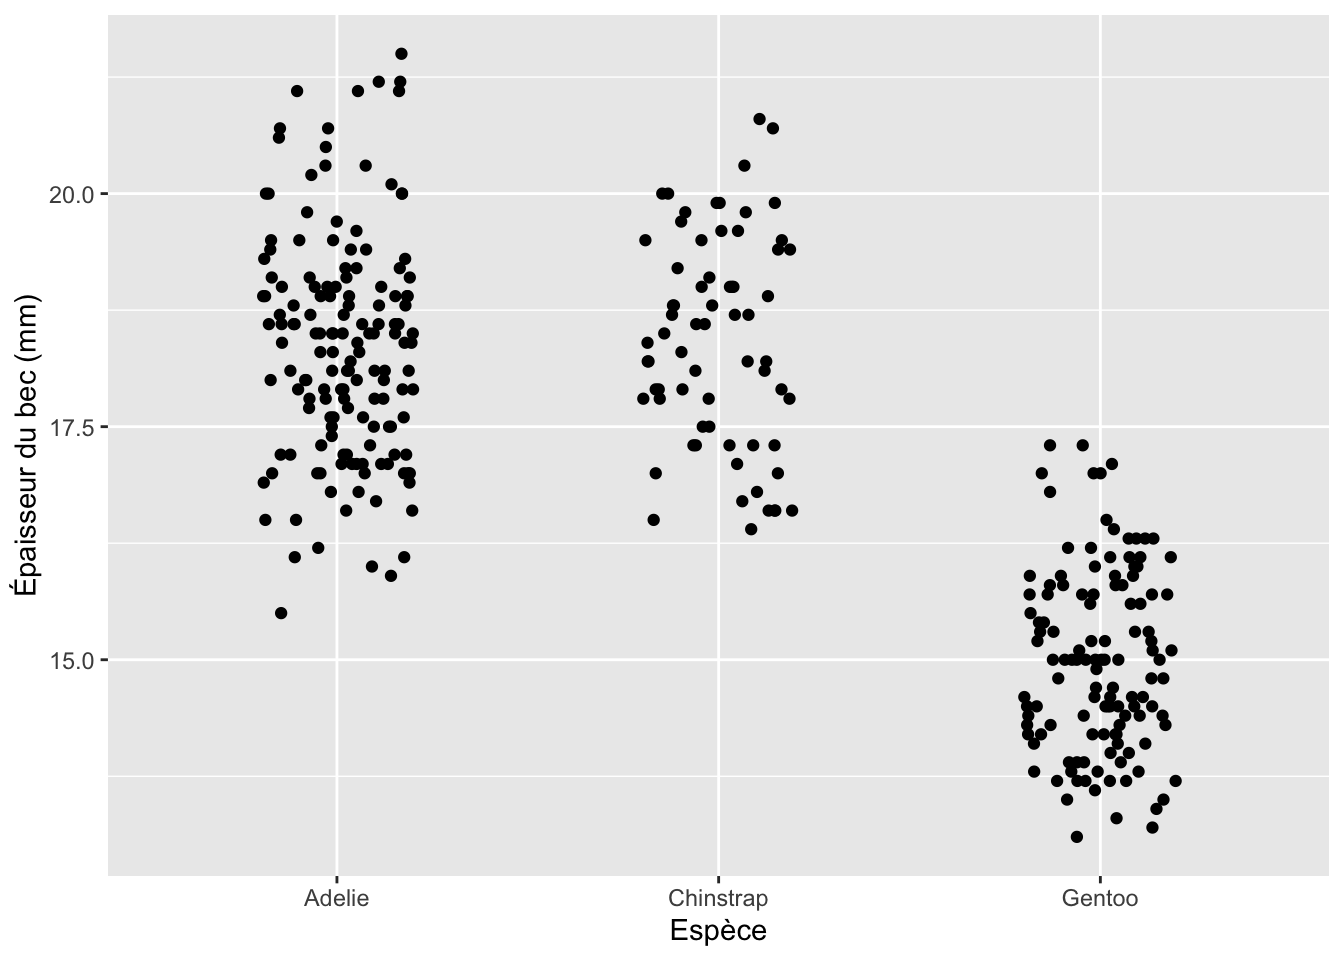 Épaisseur du bec (mm)
20.0
17.5
15.0
Adelie
Chinstrap
Gentoo
Espèce